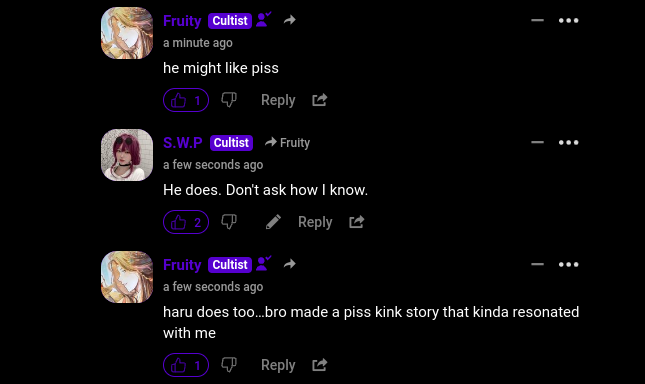 Fruity Cultist
a minute ago
he might like piss
1 Reply
S.W.P Cultist Fruity
a few seconds ago
He does. Don't ask how I know.
2 Reply
Fruity Cultist
a few seconds ago
haru does too...bro made a piss kink story that kinda resonated
with me
1 Reply